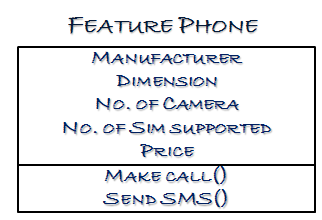 Feature Phone
Manufacturer
Dimension
No. of Camera
No. of Sim supported
Price
Make call()
Send SMS()